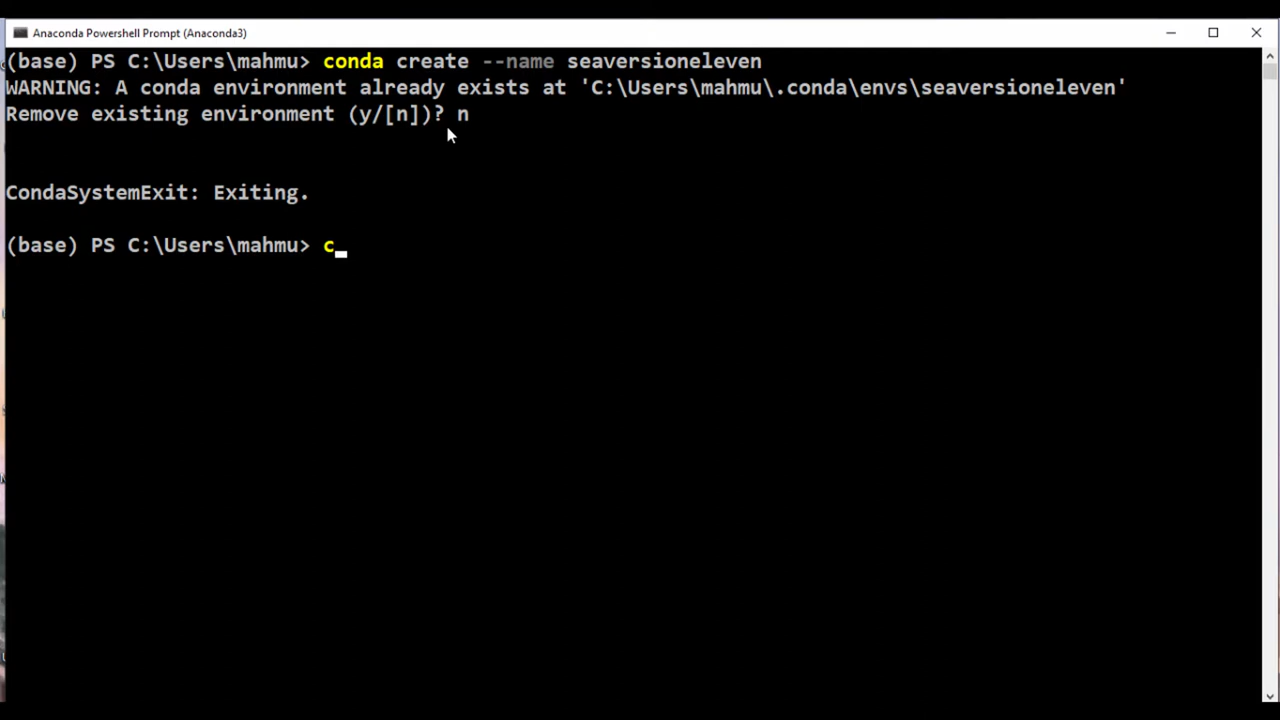 Anaconda Powershell Prompt (Anaconda3)
(base) PS C:\Users\mahmu> conda create --name seaversioneleven
WARNING: A conda environment already exists at 'C:\Users\mahmu\.conda\envs\seaversioneleven'
Remove existing environment (y/[n])? n
CondaSystemExit: Exiting.
(base) PS C:\Users\mahmu> c_